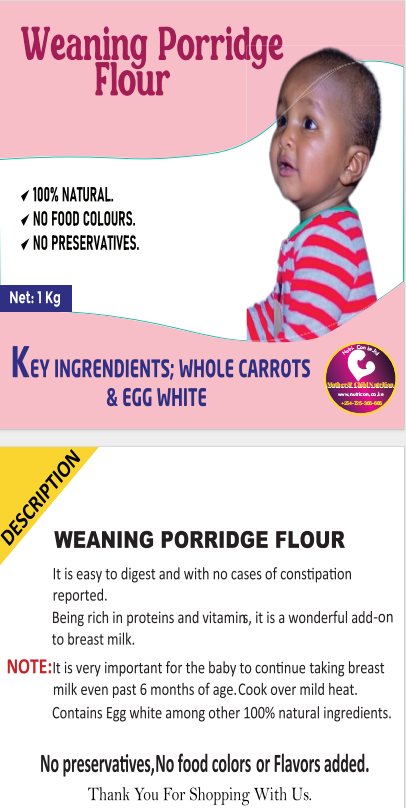 Weaning Porridge
Flour
100% NATURAL.
NO FOOD COLOURS.
NO PRESERVATIVES.
Net: 1 Kg
KEY INGRENDIENTS; WHOLE CARROTS
& EGG WHITE
www.nutricon.co.ke
DESCRIPTION
WEANING PORRIDGE FLOUR
It is easy to digest and with no cases of constipation
reported.
Being rich in proteins and vitamins, it is a wonderful add-on
to breast milk.
NOTE:It is very important for the baby to continue taking breast
milk even past 6 months of age.Cook over mild heat.
Contains Egg white among other 100% natural ingredients.
No preservatives,No food colors or Flavors added.
Thank You For Shopping With Us.